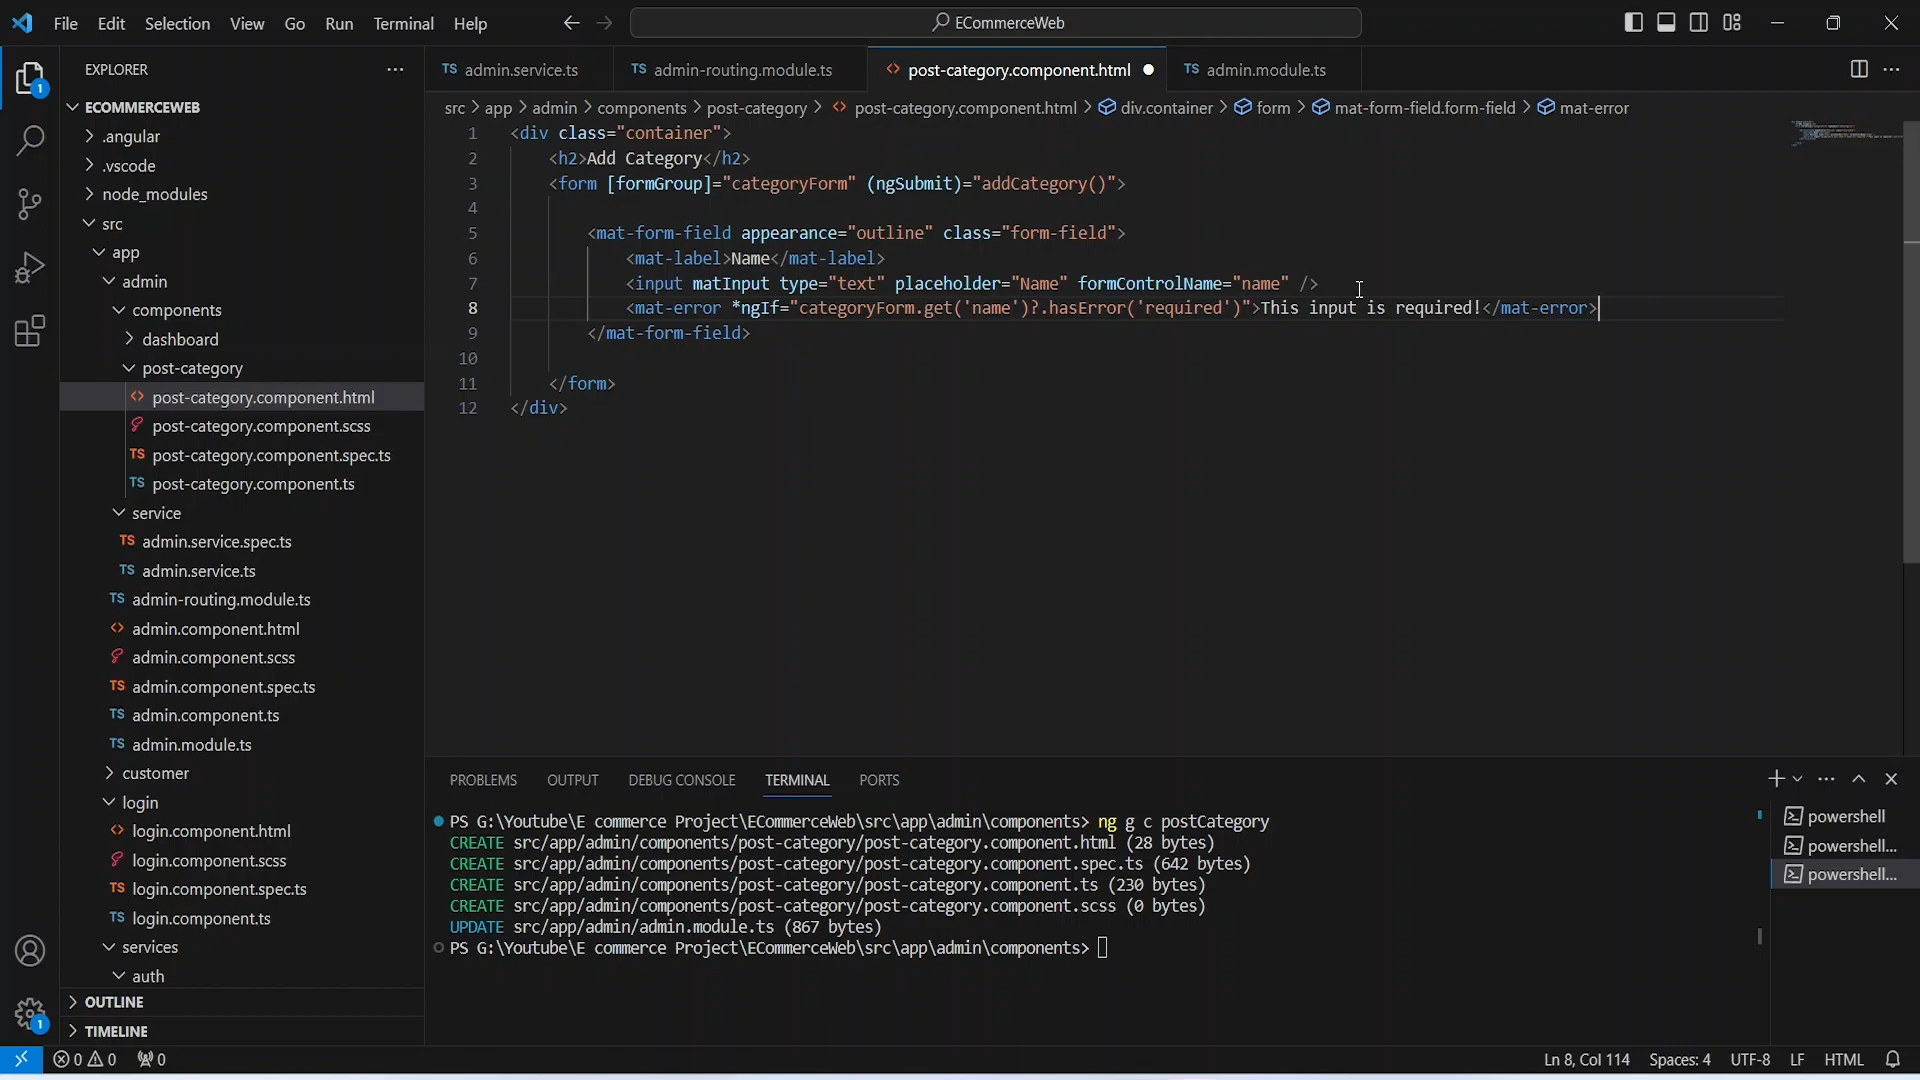 File Edit Selection View Go Run Terminal Help
ECommerceWeb
EXPLORER
ECOMMERCEWEB
.angular
.vscode
node_modules
src
app
admin
components
dashboard
post-category
post-category.component.html
post-category.component.scss
post-category.component.spec.ts
post-category.component.ts
service
admin.service.spec.ts
admin.service.ts
admin-routing.module.ts
admin.component.html
admin.component.scss
admin.component.spec.ts
admin.component.ts
admin.module.ts
customer
login
login.component.html
login.component.scss
login.component.spec.ts
login.component.ts
services
auth
OUTLINE
TIMELINE
TS admin.service.ts TS admin-routing.module.ts <> post-category.component.html TS admin.module.ts
src > app > admin > components > post-category > <> post-category.component.html > div.container > form > mat-form-field.form-field > mat-error
1 <div class="container">
2 <h2>Add Category</h2>
3 <form [formGroup]="categoryForm" (ngSubmit)="addCategory()">
4
5 <mat-form-field appearance="outline" class="form-field">
6 <mat-label>Name</mat-label>
7 <input matInput type="text" placeholder="Name" formControlName="name" />
8 <mat-error *ngIf="categoryForm.get('name')?.hasError('required')">This input is required!</mat-error>
9 </mat-form-field>
10
11 </form>
12 </div>
PROBLEMS OUTPUT DEBUG CONSOLE TERMINAL PORTS
PS G:\Youtube\E commerce Project\ECommerceWeb\src\app\admin\components> ng g c postCategory
CREATE src/app/admin/components/post-category/post-category.component.html (28 bytes)
CREATE src/app/admin/components/post-category/post-category.component.spec.ts (642 bytes)
CREATE src/app/admin/components/post-category/post-category.component.ts (230 bytes)
CREATE src/app/admin/components/post-category/post-category.component.scss (0 bytes)
UPDATE src/app/admin/admin.module.ts (867 bytes)
PS G:\Youtube\E commerce Project\ECommerceWeb\src\app\admin\components>
powershell
powershell...
powershell...
1
1
0 0 0
Ln 8, Col 114 Spaces: 4 UTF-8 LF HTML